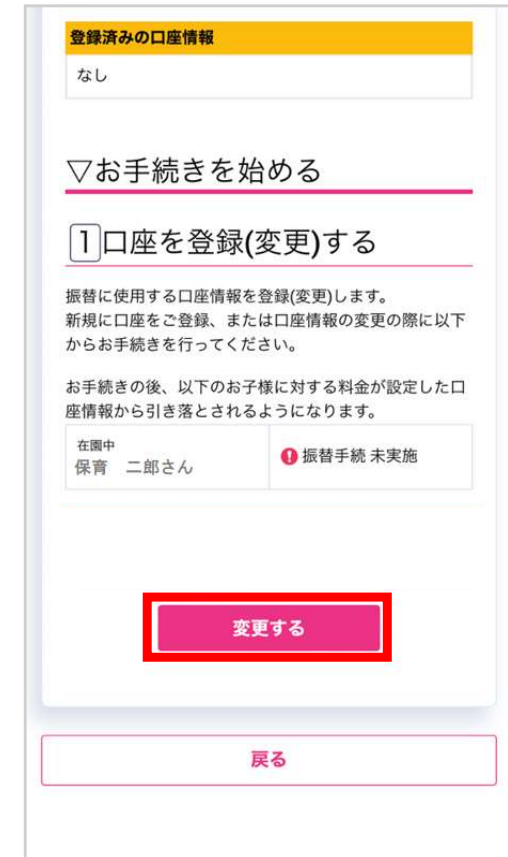 登録済みの口座情報
なし
▽お手続きを始める
1口座を登録(変更)する
振替に使用する口座情報を登録(変更)します。
新規に口座をご登録、または口座情報の変更の際に以下
からお手続きを行ってください。
お手続きの後、以下のお子様に対する料金が設定した口
座情報から引き落とされるようになります。
在園中
保育 二郎さん
振替手続 未実施
変更する
戻る